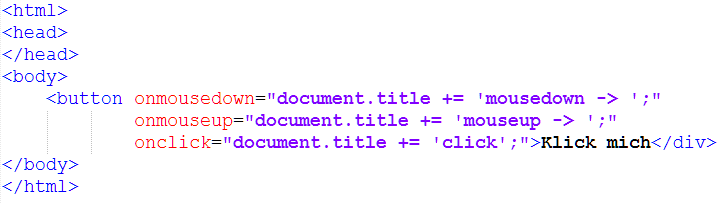 <html>
<head>
</head>
<body>
    <button onmousedown="document.title += 'mousedown -> ';"
            onmouseup="document.title += 'mouseup -> ';"
            onclick="document.title += 'click';">Klick mich</div>
</body>
</html>